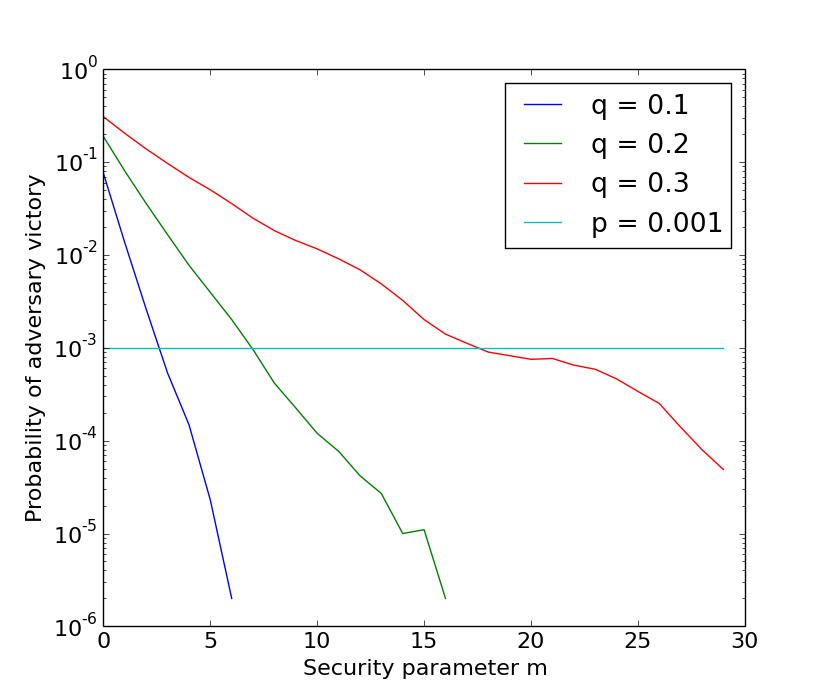 10^0
10^-1
10^-2
10^-3
10^-4
10^-5
10^-6
Probability of adversary victory
q = 0.1
q = 0.2
q = 0.3
p = 0.001
0 5 10 15 20 25 30
Security parameter m